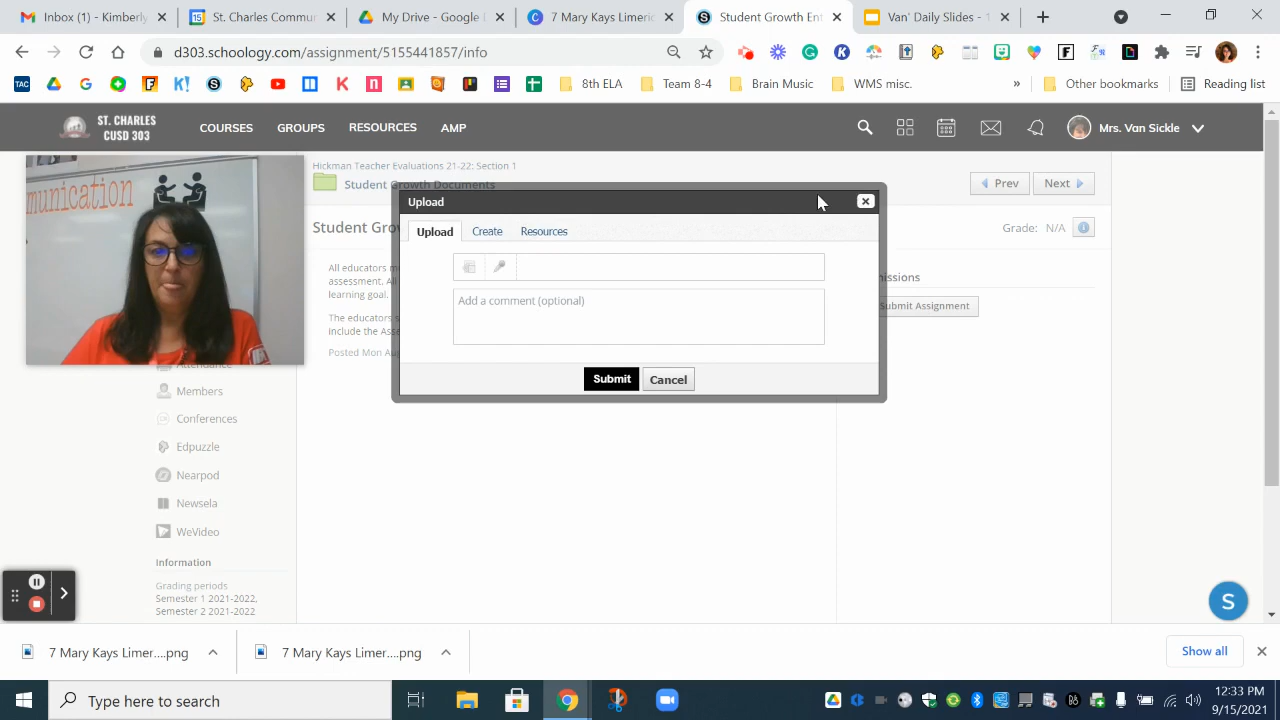 Inbox (1) - Kimberly
St. Charles Commu
My Drive - Google
7 Mary Kays Limeric
Student Growth Ent
Van' Daily Slides - 1
d303.schoology.com/assignment/5155441857/info
TAC
8th ELA
Team 8-4
Brain Music
WMS misc.
»
Other bookmarks
Reading list
ST. CHARLES
CUSD 303
COURSES
GROUPS
RESOURCES
AMP
Mrs. Van Sickle
munication
Hickman Teacher Evaluations 21-22: Section 1
Student Growth Documents
Prev
Next
Student Grow
Grade: N/A
All educators m
assessment. All
learning goal.
The educators s
include the Asse
Posted Mon Aug
Upload
Upload
Create
Resources
Add a comment (optional)
Submit
Cancel
missions
Submit Assignment
Attendance
Members
Conferences
Edpuzzle
Nearpod
Newsela
WeVideo
Information
Grading periods
Semester 1 2021-2022,
Semester 2 2021-2022
S
7 Mary Kays Limer....png
7 Mary Kays Limer....png
Show all
Type here to search
12:33 PM
9/15/2021